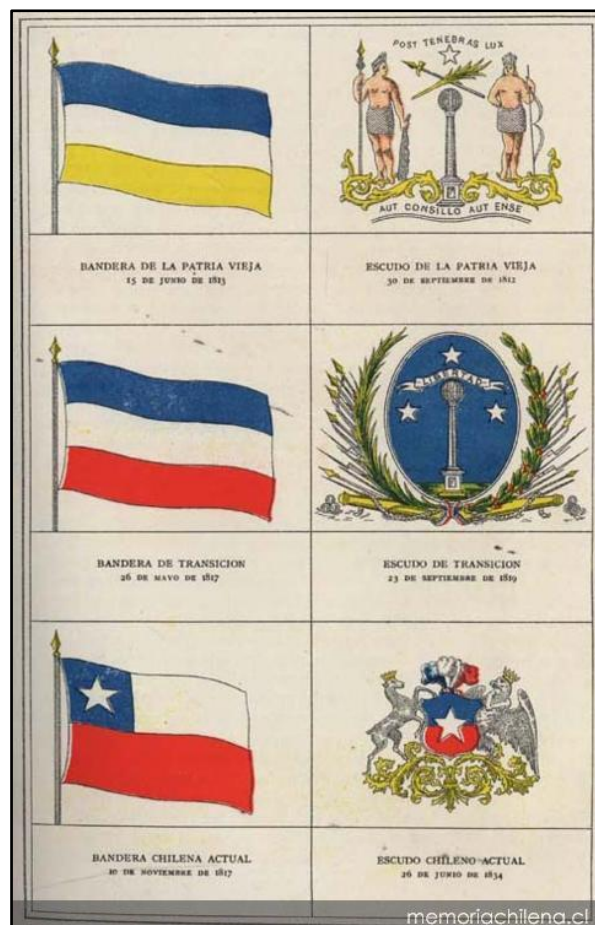 POST TENEBRAS LUX
AUT CONSILLO AUT ENSE
BANDERA DE LA PATRIA VIEJA
15 DE JUNIO DE 1813
ESCUDO DE LA PATRIA VIEJA
30 DE SEPTIEMBRE DE 1812
LIBERTAD
BANDERA DE TRANSICION
26 DE MAYO DE 1817
ESCUDO DE TRANSICION
23 DE SEPTIEMBRE DE 1819
BANDERA CHILENA ACTUAL
10 DE NOVIEMBRE DE 1817
ESCUDO CHILENO ACTUAL
26 DE JUNIO DE 1834
memoriachilena.cl